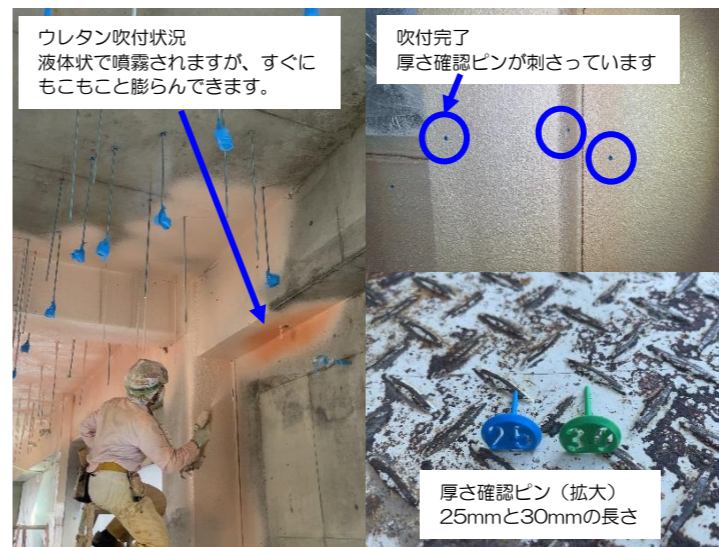 ウレタン吹付状況
液体状で噴霧されますが、すぐに
もこもこと膨らんできます。
吹付完了
厚さ確認ピンが刺さっています
25
30
厚さ確認ピン（拡大）
25mmと30mmの長さ